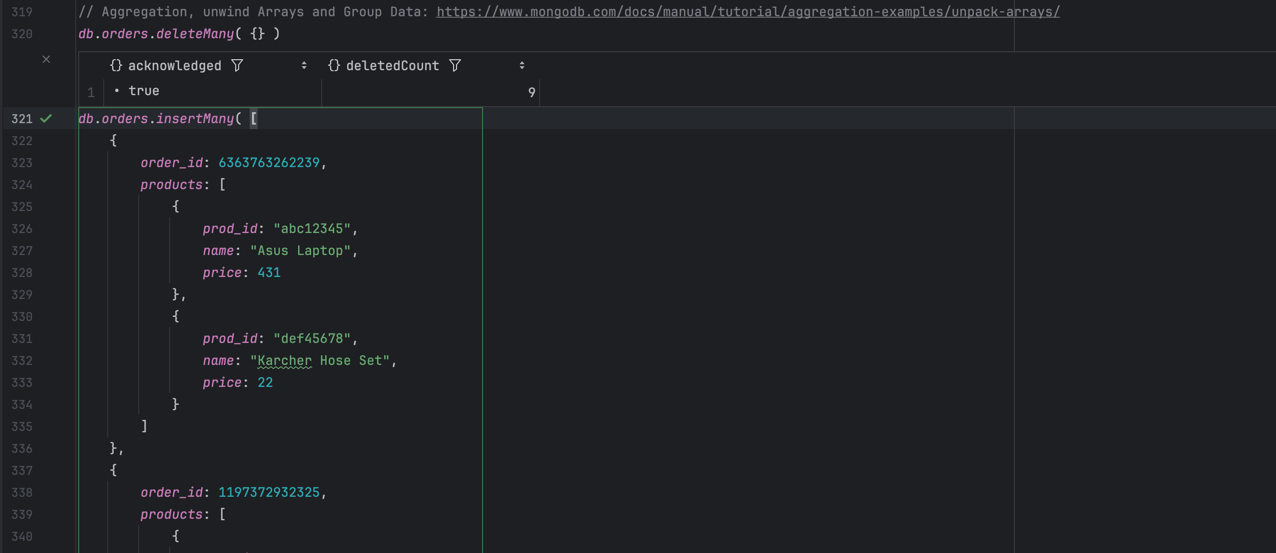 319 // Aggregation, unwind Arrays and Group Data: https://www.mongodb.com/docs/manual/tutorial/aggregation-examples/unpack-arrays/
320 db.orders.deleteMany( {} )
{} acknowledged {} deletedCount
1 • true 9
321 db.orders.insertMany( [
322 {
323 order_id: 6363763262239,
324 products: [
325 {
326 prod_id: "abc12345",
327 name: "Asus Laptop",
328 price: 431
329 },
330 {
331 prod_id: "def45678",
332 name: "Karcher Hose Set",
333 price: 22
334 }
335 ]
336 },
337 {
338 order_id: 1197372932325,
339 products: [
340 {